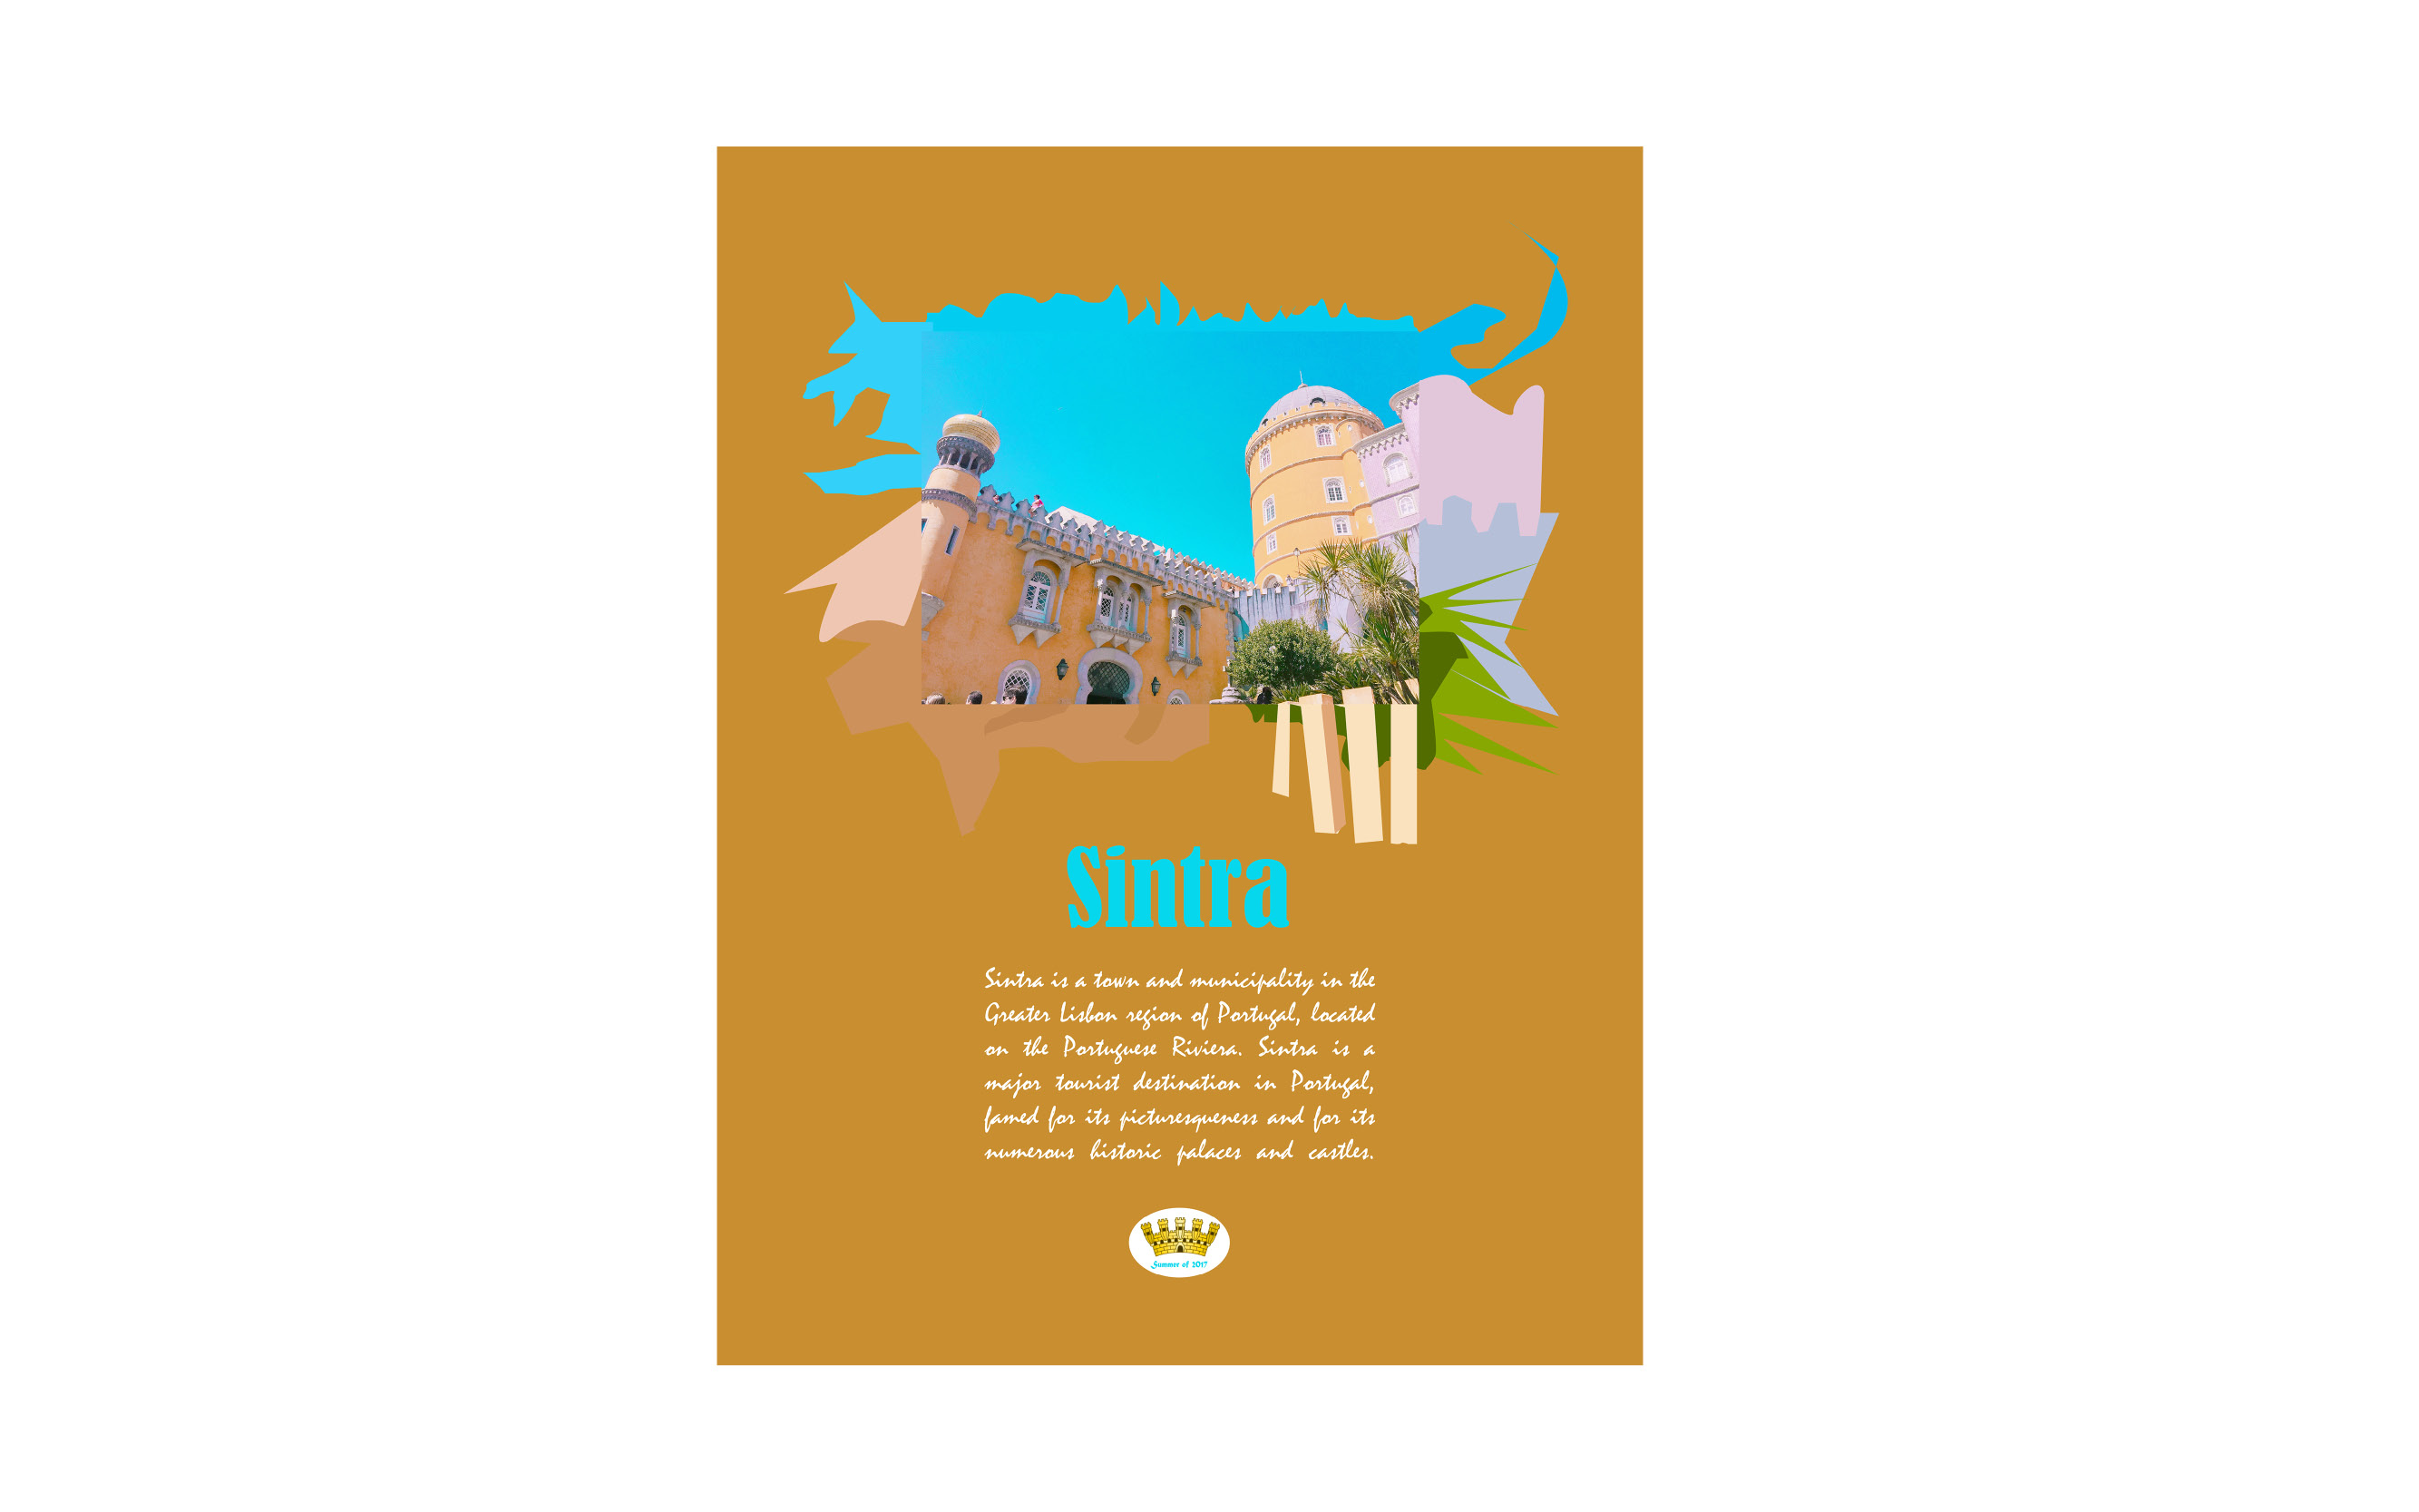 Sintra
Sintra is a town and municipality in the
Greater Lisbon region of Portugal, located
on the Portuguese Riviera. Sintra is a
major tourist destination in Portugal,
famed for its picturesqueness and for its
numerous historic palaces and castles.
Summer of 2017